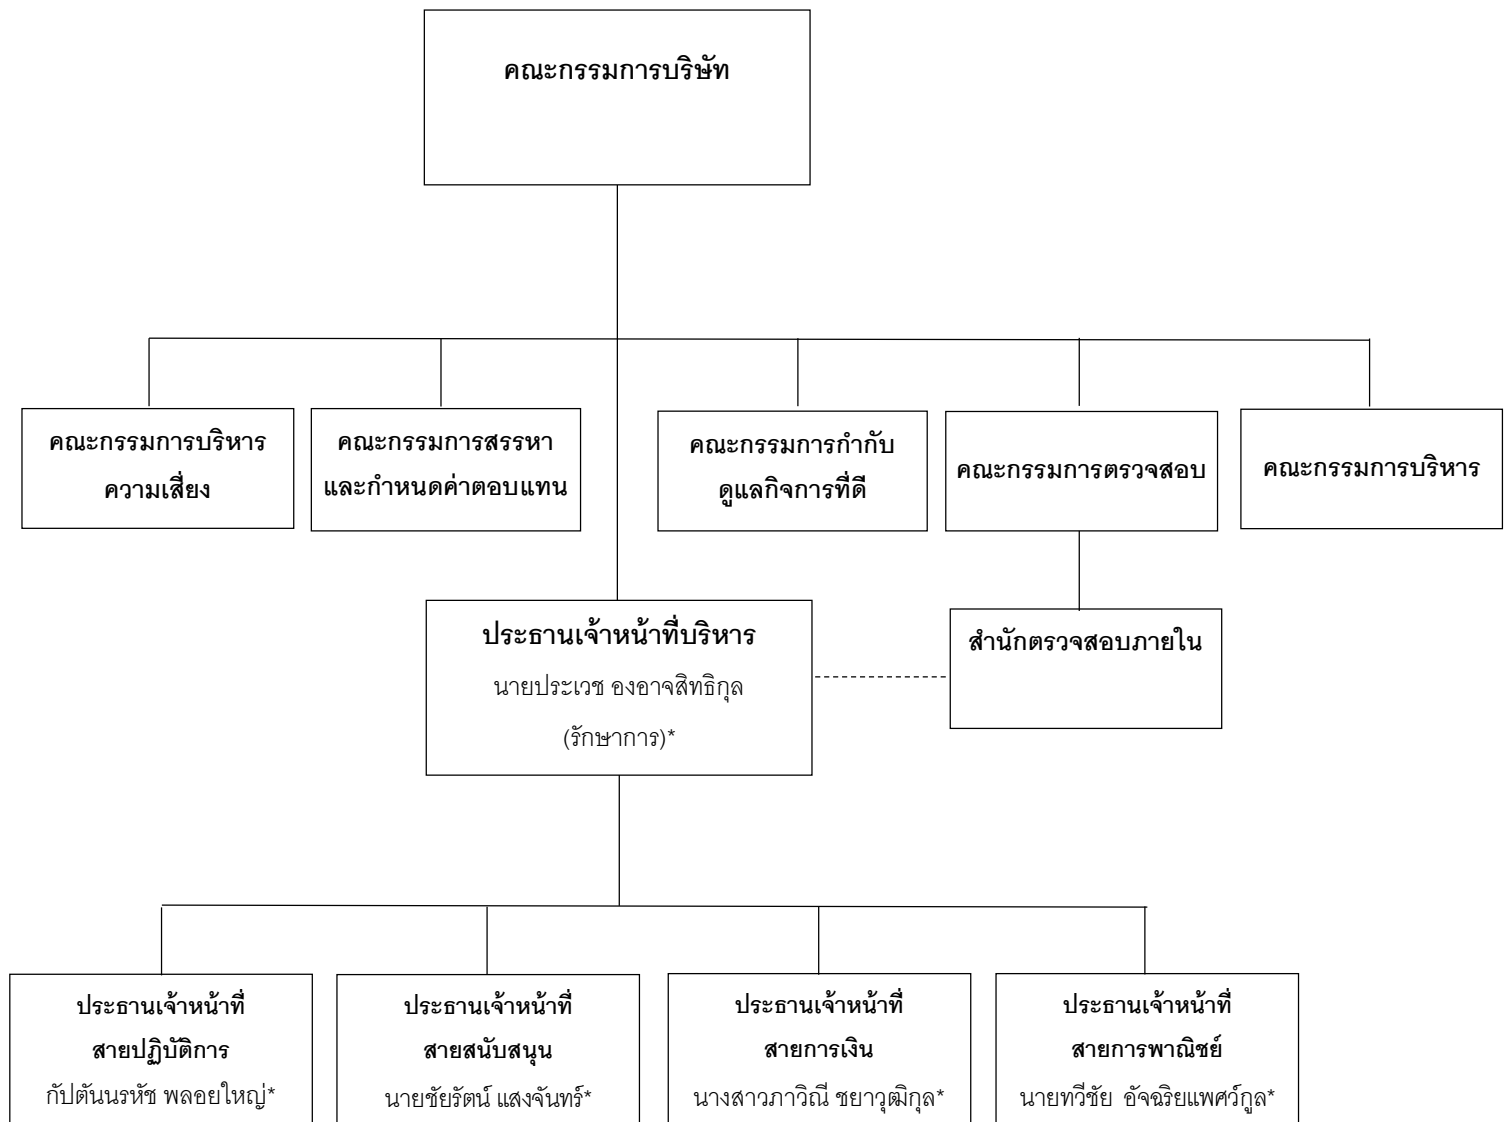 คณะกรรมการบริษัท
คณะกรรมการบริหาร
ความเสี่ยง
คณะกรรมการสรรหา
และกำหนดค่าตอบแทน
คณะกรรมการกำกับ
ดูแลกิจการที่ดี
คณะกรรมการตรวจสอบ
คณะกรรมการบริหาร
ประธานเจ้าหน้าที่บริหาร
นายประเวช องอาจสิทธิกุล
(รักษาการ)*
สำนักตรวจสอบภายใน
ประธานเจ้าหน้าที่
สายปฏิบัติการ
กัปตันนรหัช พลอยใหญ่*
ประธานเจ้าหน้าที่
สายสนับสนุน
นายชัยรัตน์ แสงจันทร์*
ประธานเจ้าหน้าที่
สายการเงิน
นางสาวภาวิณี ชยาวุฒิกุล*
ประธานเจ้าหน้าที่
สายการพาณิชย์
นายทวีชัย อัจฉริยแพศว์กูล*